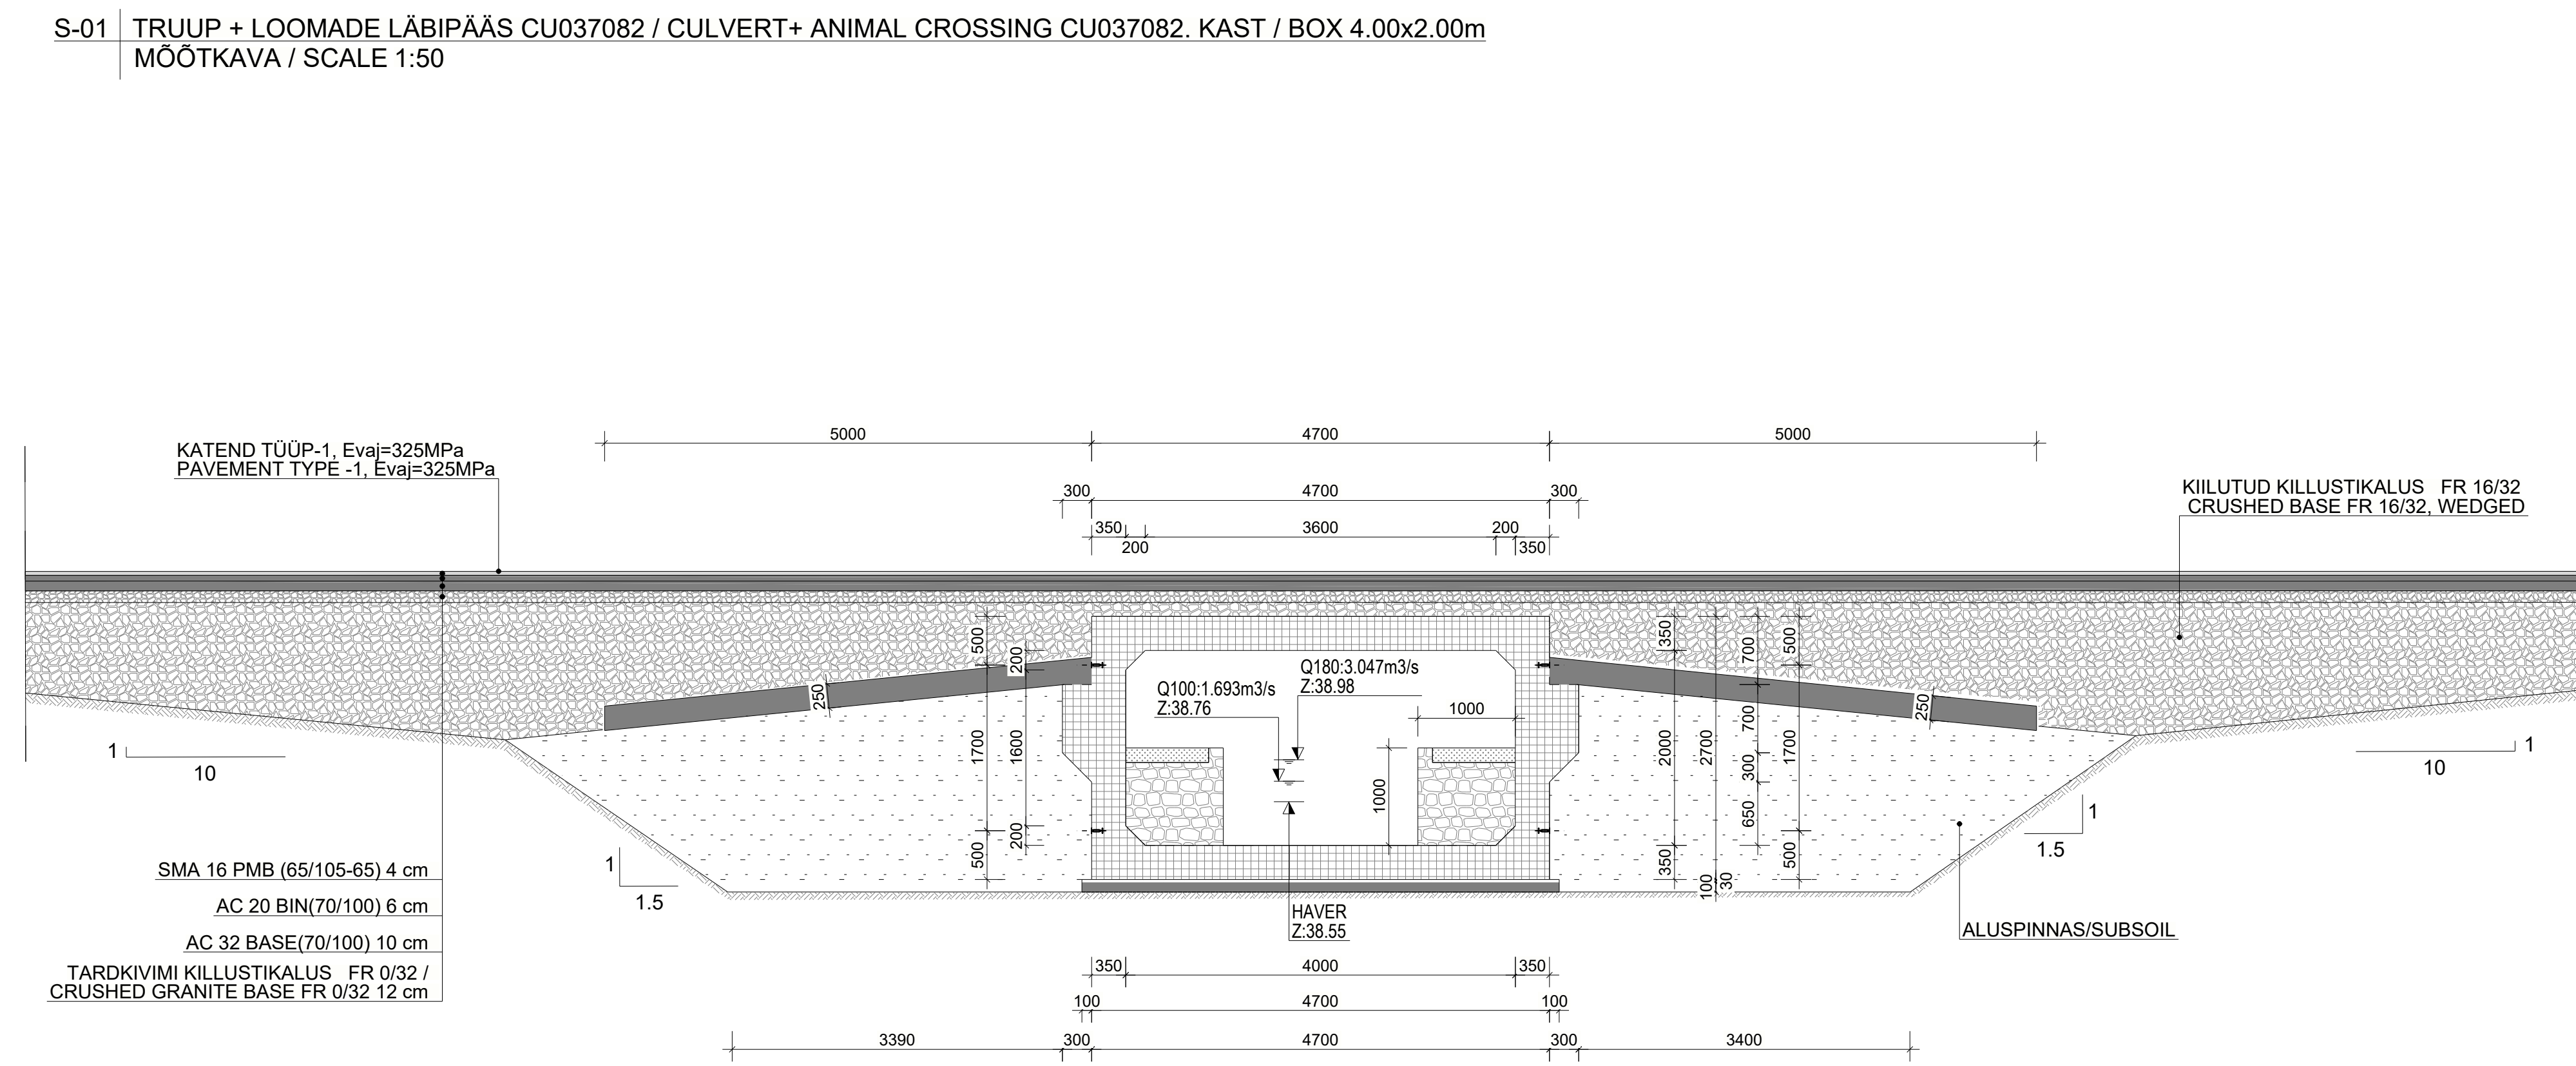 S-01 TRUUP + LOOMADE LÄBIPÄÄS CU037082 / CULVERT+ ANIMAL CROSSING CU037082. KAST / BOX 4.00x2.00m
MÕÕTKAVA / SCALE 1:50
5000 4700 5000
KATEND TÜÜP-1, Evaj=325MPa
PAVEMENT TYPE -1, Evaj=325MPa
300 4700 300
KIILUTUD KILLUSTIKALUS FR 16/32
CRUSHED BASE FR 16/32, WEDGED
350 3600 200
200 350
500
200
1700
1600
500
200
250
Q100:1.693m3/s
Z:38.76
Q180:3.047m3/s
Z:38.98
1000
1000
350
2000
350
2700
100
30
700
700
300
650
500
1700
500
250
1
10
1
10
1
1.5
1
1.5
HAVER
Z:38.55
ALUSPINNAS/SUBSOIL
SMA 16 PMB (65/105-65) 4 cm
AC 20 BIN(70/100) 6 cm
AC 32 BASE(70/100) 10 cm
TARDKIVIMI KILLUSTIKALUS FR 0/32 /
CRUSHED GRANITE BASE FR 0/32 12 cm
350 4000 350
100 4700 100
3390 300 4700 300 3400